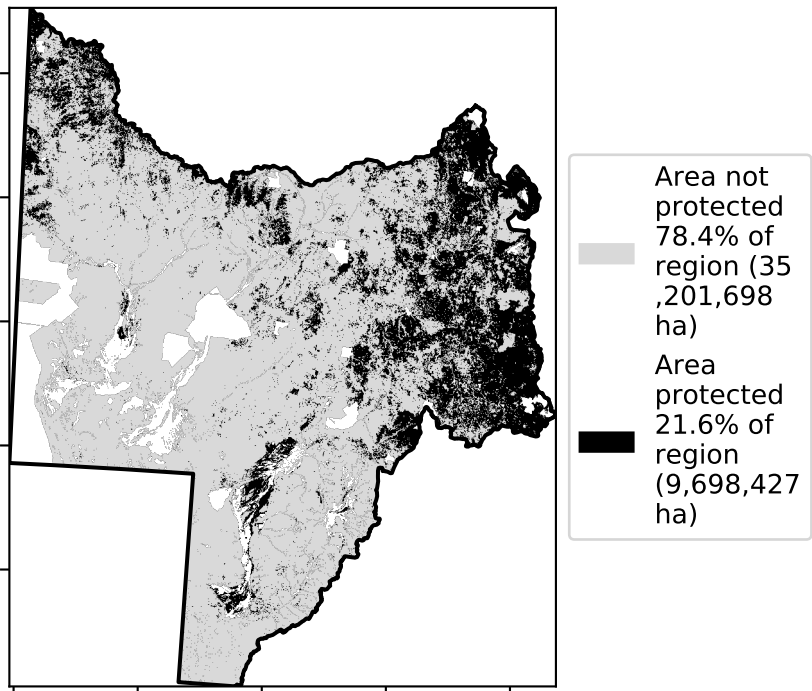 Area not
protected
78.4% of
region (35
,201,698
ha)
Area
protected
21.6% of
region
(9,698,427
ha)